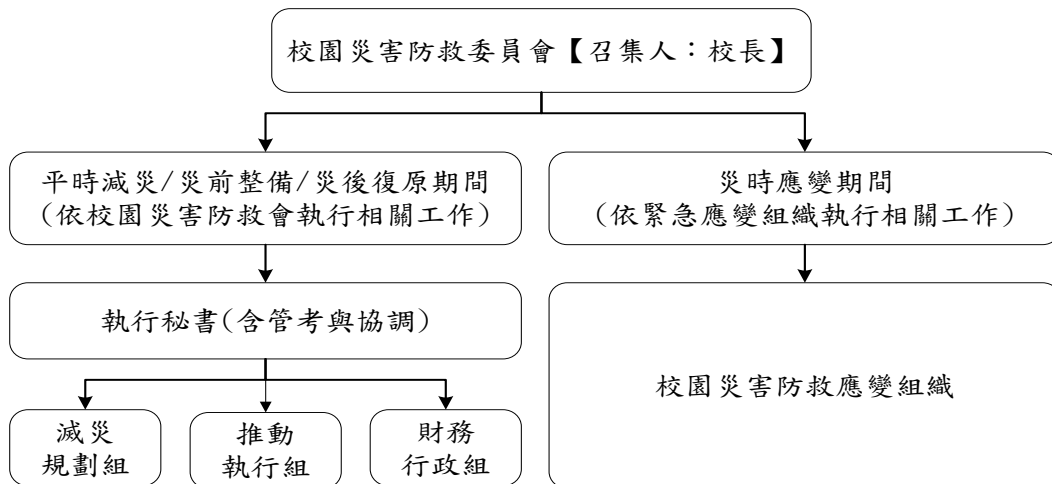 校園災害防救委員會【召集人：校長】
平時減災/災前整備/災後復原期間
(依校園災害防救會執行相關工作)
災時應變期間
(依緊急應變組織執行相關工作)
執行秘書(含管考與協調)
校園災害防救應變組織
減災
規劃組
推動
執行組
財務
行政組